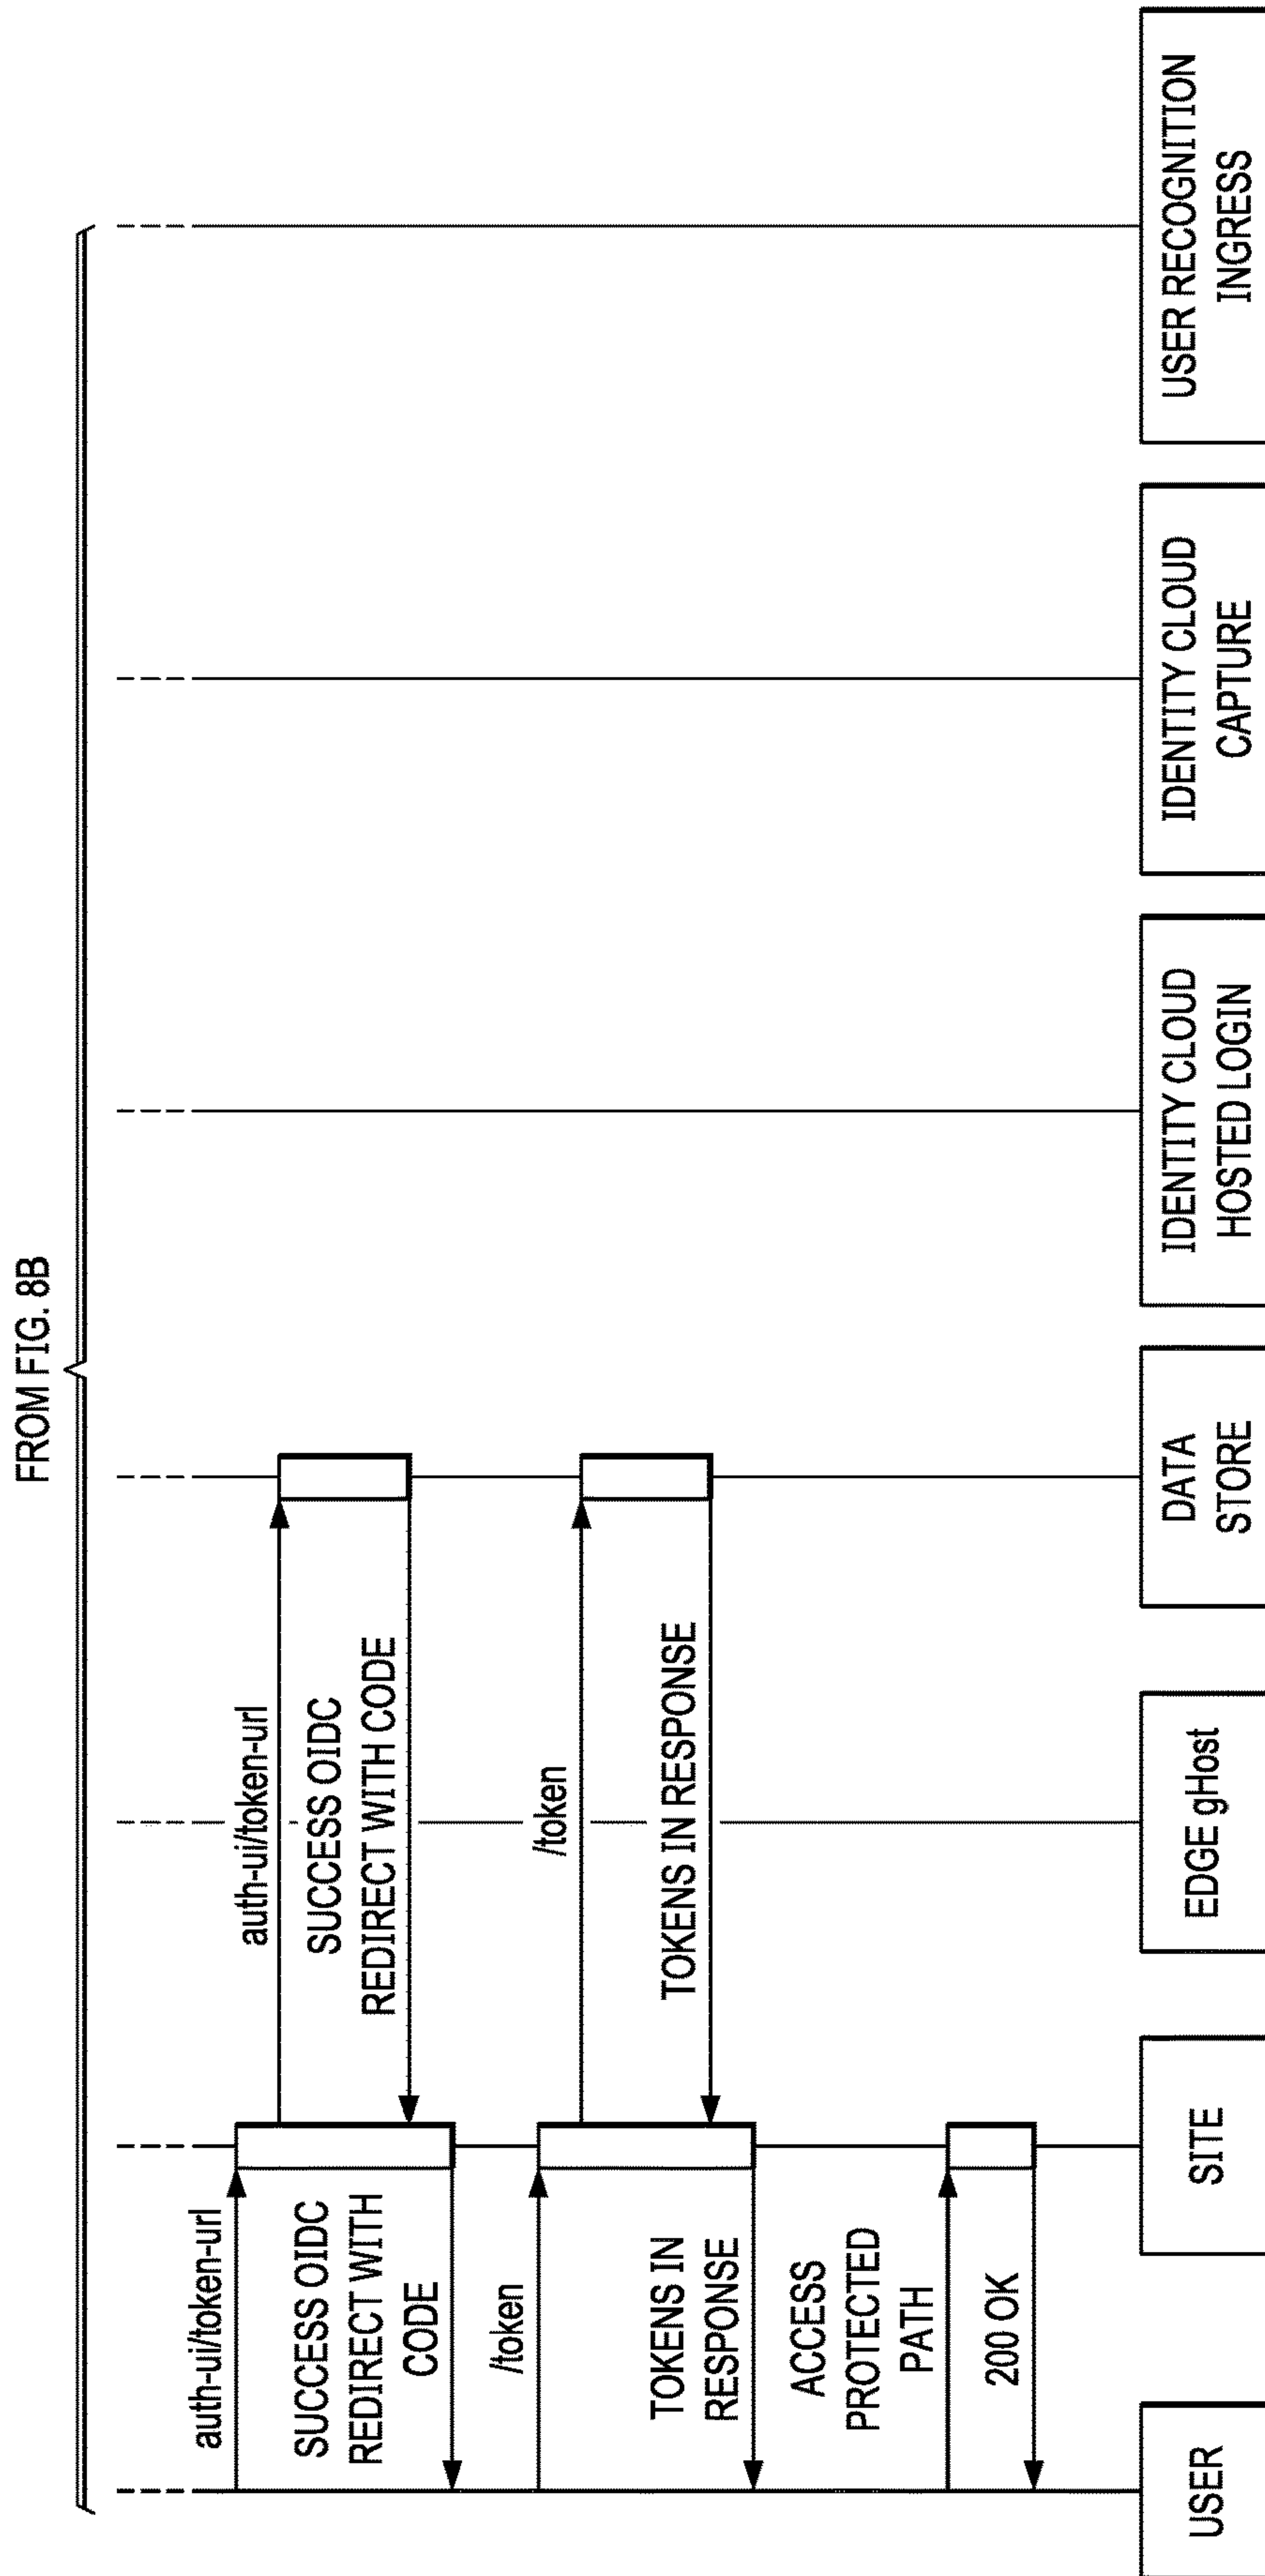 FROM FIG. 8B
auth-ui/token-url
auth-ui/token-url
SUCCESS OIDC
REDIRECT WITH CODE
SUCCESS OIDC
REDIRECT WITH
CODE
/token
/token
TOKENS IN RESPONSE
TOKENS IN
RESPONSE
ACCESS
PROTECTED
PATH
200 OK
USER
SITE
EDGE gHost
DATA
STORE
IDENTITY CLOUD
HOSTED LOGIN
IDENTITY CLOUD
CAPTURE
USER RECOGNITION
INGRESS